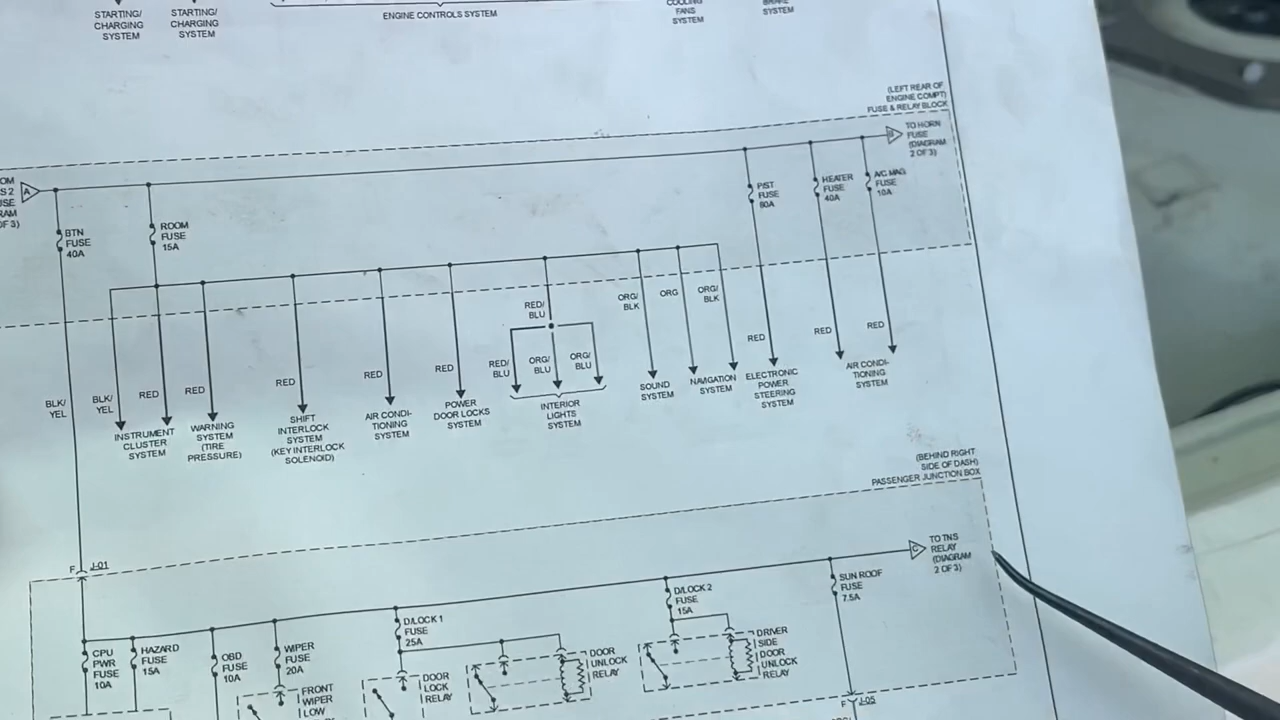 STARTING/
CHARGING
SYSTEM
STARTING/
CHARGING
SYSTEM
ENGINE CONTROLS SYSTEM
COOLING
FANS
SYSTEM
SYSTEM
(LEFT REAR OF
ENGINE COMPT)
FUSE & RELAY BLOCK
A
B
TO HORN
FUSE
(DIAGRAM
2 OF 3)
BTN
FUSE
40A
ROOM
FUSE
15A
P/ST
FUSE
60A
HEATER
FUSE
40A
A/C MAG
FUSE
10A
BLK/
YEL
BLK/
YEL
RED
RED
RED
RED
RED
RED/
BLU
RED/
BLU
ORG/
BLU
ORG/
BLU
ORG/
BLK
ORG
ORG/
BLK
RED
RED
RED
INSTRUMENT
CLUSTER
SYSTEM
WARNING
SYSTEM
(TIRE
PRESSURE)
SHIFT
INTERLOCK
SYSTEM
(KEY INTERLOCK
SOLENOID)
AIR CONDI-
TIONING
SYSTEM
POWER
DOOR LOCKS
SYSTEM
INTERIOR
LIGHTS
SYSTEM
SOUND
SYSTEM
NAVIGATION
SYSTEM
ELECTRONIC
POWER
STEERING
SYSTEM
AIR CONDI-
TIONING
SYSTEM
(BEHIND RIGHT
SIDE OF DASH)
PASSENGER JUNCTION BOX
F J-01
C
TO TNS
RELAY
(DIAGRAM
2 OF 3)
CPU
PWR
FUSE
10A
HAZARD
FUSE
15A
OBD
FUSE
10A
WIPER
FUSE
20A
D/LOCK 1
FUSE
25A
D/LOCK 2
FUSE
15A
SUN ROOF
FUSE
7.5A
FRONT
WIPER
LOW
DOOR
LOCK
RELAY
DOOR
UNLOCK
RELAY
DRIVER
SIDE
DOOR
UNLOCK
RELAY
F J-05